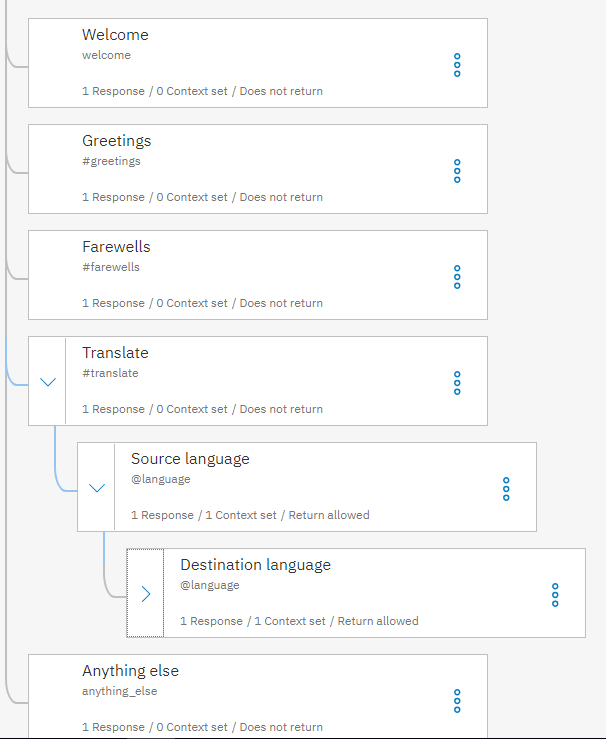 Welcome
welcome
1 Response / 0 Context set / Does not return
Greetings
#greetings
1 Response / 0 Context set / Does not return
Farewells
#farewells
1 Response / 0 Context set / Does not return
Translate
#translate
1 Response / 0 Context set / Does not return
Source language
@language
1 Response / 1 Context set / Return allowed
Destination language
@language
1 Response / 1 Context set / Return allowed
Anything else
anything_else
1 Response / 0 Context set / Does not return